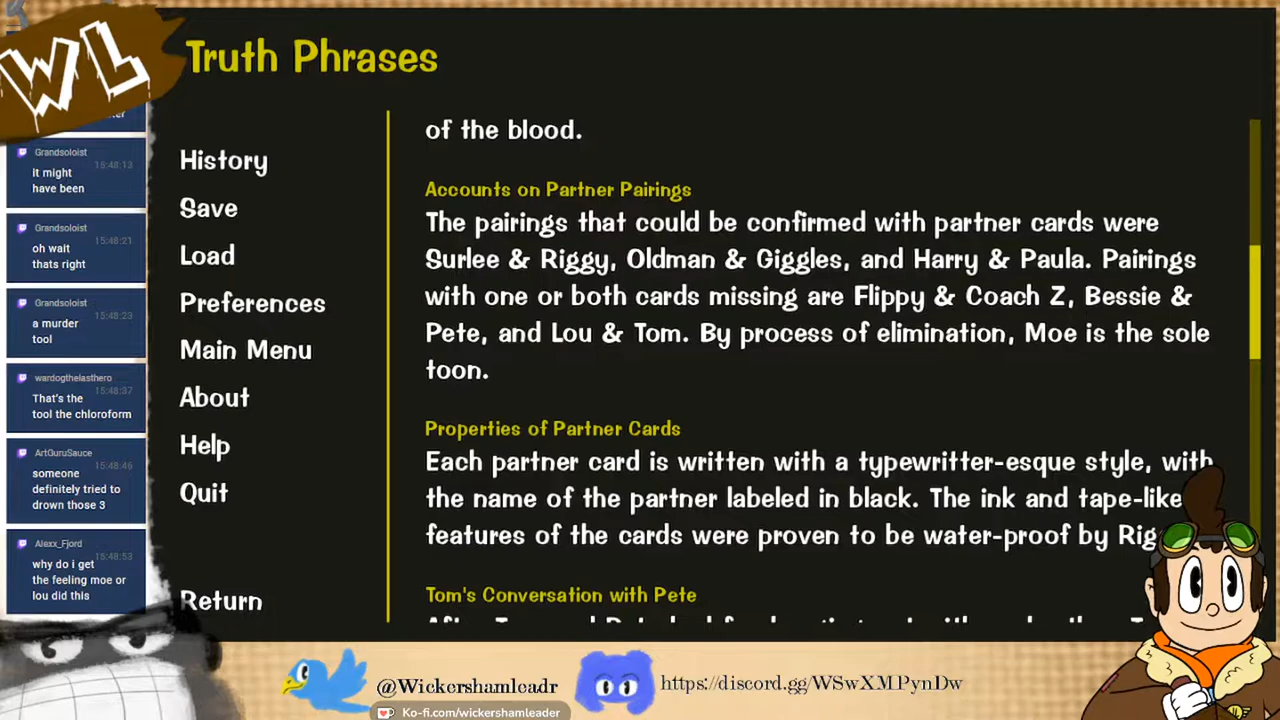 WL
Truth Phrases
Grandsoloist
15:48:13
it might
have been
Grandsoloist
15:48:21
oh wait
thats right
Grandsoloist
15:48:23
a murder
tool
wardogthelasthero
15:48:37
That's the
tool the chloroform
ArtGuruSauce
15:48:46
someone
definitely tried to
drown those 3
Alexx_Fjord
15:48:53
why do i get
the feeling moe or
lou did this
History
Save
Load
Preferences
Main Menu
About
Help
Quit
Return
of the blood.
Accounts on Partner Pairings
The pairings that could be confirmed with partner cards were
Surlee & Riggy, Oldman & Giggles, and Harry & Paula. Pairings
with one or both cards missing are Flippy & Coach Z, Bessie &
Pete, and Lou & Tom. By process of elimination, Moe is the sole
toon.
Properties of Partner Cards
Each partner card is written with a typewritter-esque style, with
the name of the partner labeled in black. The ink and tape-like
features of the cards were proven to be water-proof by Rig
Tom's Conversation with Pete
@Wickershamleadr
https://discord.gg/WSwXMPynDw
Ko-fi.com/wickershamleader